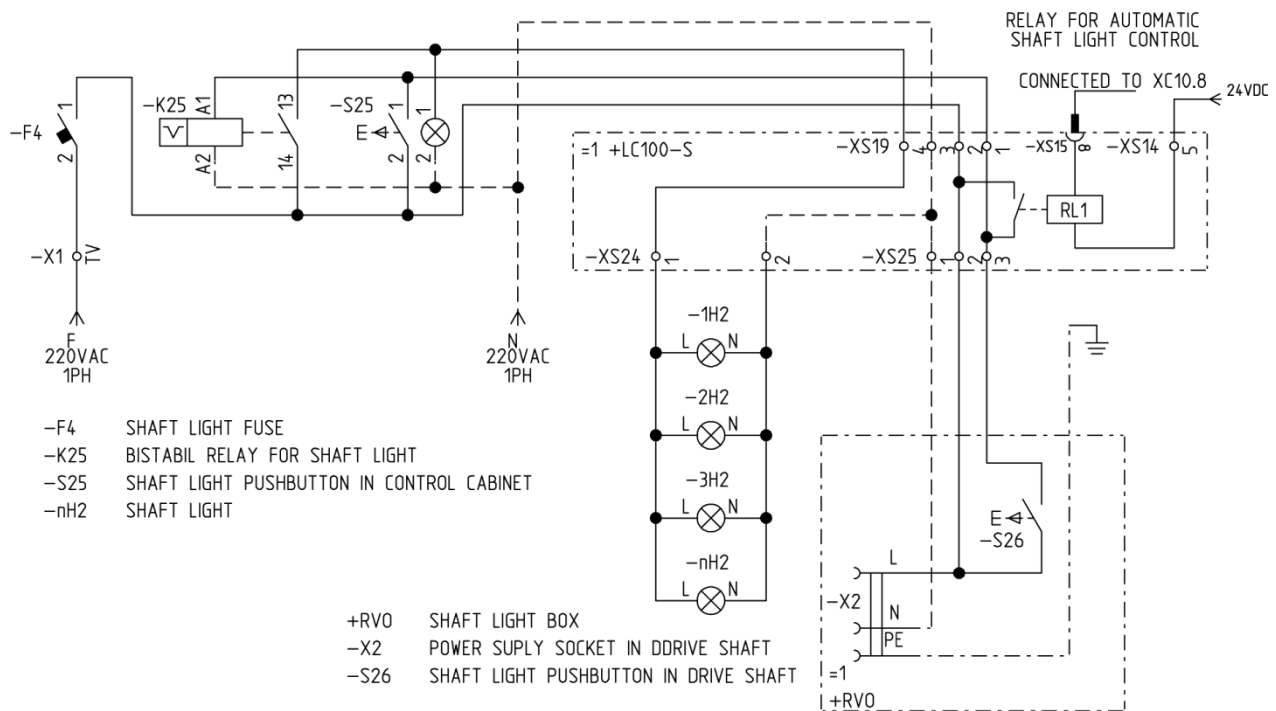 RELAY FOR AUTOMATIC
SHAFT LIGHT CONTROL
CONNECTED TO XC10.8
24VDC
-F4
1
2
-K25
A1
A2
13
14
-S25
1
2
E
1
2
=1 +LC100-S
-XS19
4
3
2
1
-XS15
8
-XS14
5
RL1
-X1
TV
-XS24
1
2
-XS25
1
2
3
F
220VAC
1PH
N
220VAC
1PH
-1H2
L N
-2H2
L N
-3H2
L N
-nH2
L N
-F4 SHAFT LIGHT FUSE
-K25 BISTABIL RELAY FOR SHAFT LIGHT
-S25 SHAFT LIGHT PUSHBUTTON IN CONTROL CABINET
-nH2 SHAFT LIGHT
E
-S26
L
-X2
N
PE
=1
+RVO
+RVO SHAFT LIGHT BOX
-X2 POWER SUPLY SOCKET IN DDRIVE SHAFT
-S26 SHAFT LIGHT PUSHBUTTON IN DRIVE SHAFT